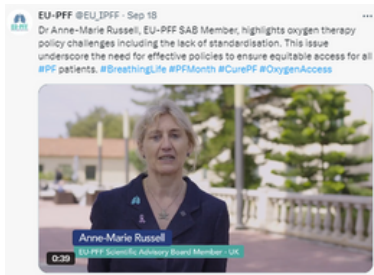 EU-PFF @EU_IPFF · Sep 18
Dr Anne-Marie Russell, EU-PFF SAB Member, highlights oxygen therapy
policy challenges including the lack of standardisation. This issue
underscore the need for effective policies to ensure equitable access for all
#PF patients. #BreathingLife #PFMonth #CurePF #OxygenAccess
Anne-Marie Russell
EU-PFF Scientific Advisory Board Member - UK
0:39